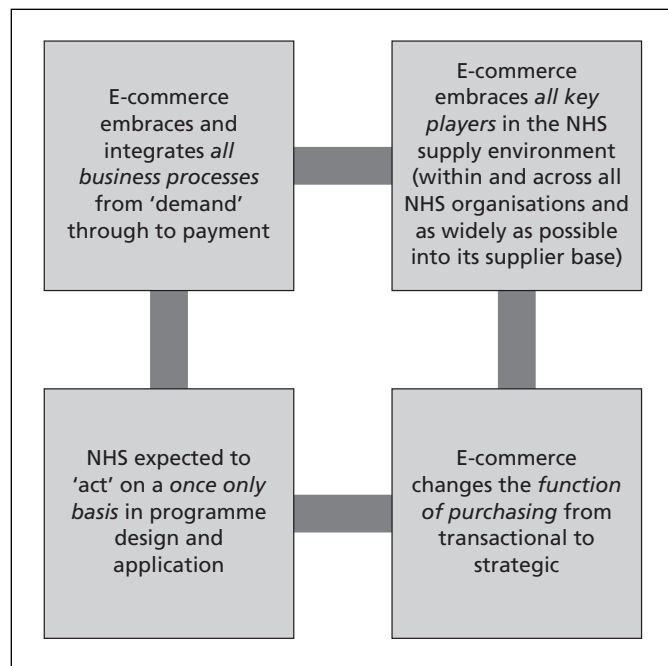 E-commerce
embraces and
integrates all
business processes
from ‘demand’
through to payment
E-commerce
embraces all key
players in the NHS
supply environment
(within and across all
NHS organisations and
as widely as possible
into its supplier base)
NHS expected to
‘act’ on a once only
basis in programme
design and
application
E-commerce
changes the function
of purchasing from
transactional to
strategic